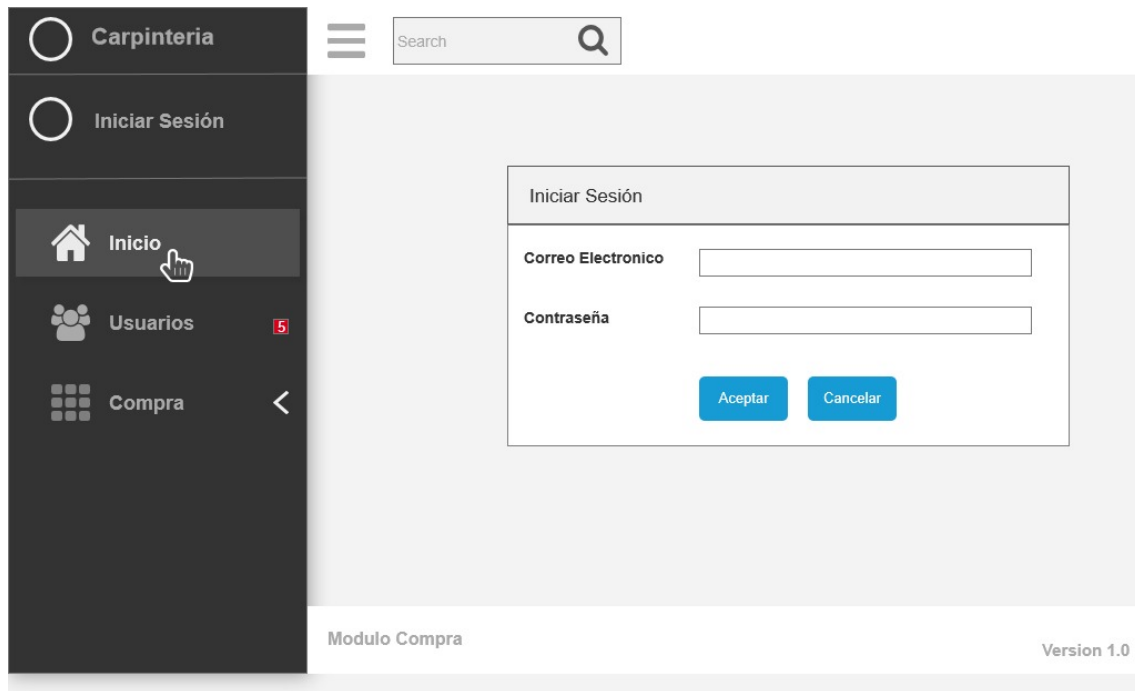 Carpinteria
Search
Iniciar Sesión
Iniciar Sesión
Inicio
Correo Electronico
Contraseña
Usuarios
5
Compra
Aceptar
Cancelar
Modulo Compra
Version 1.0